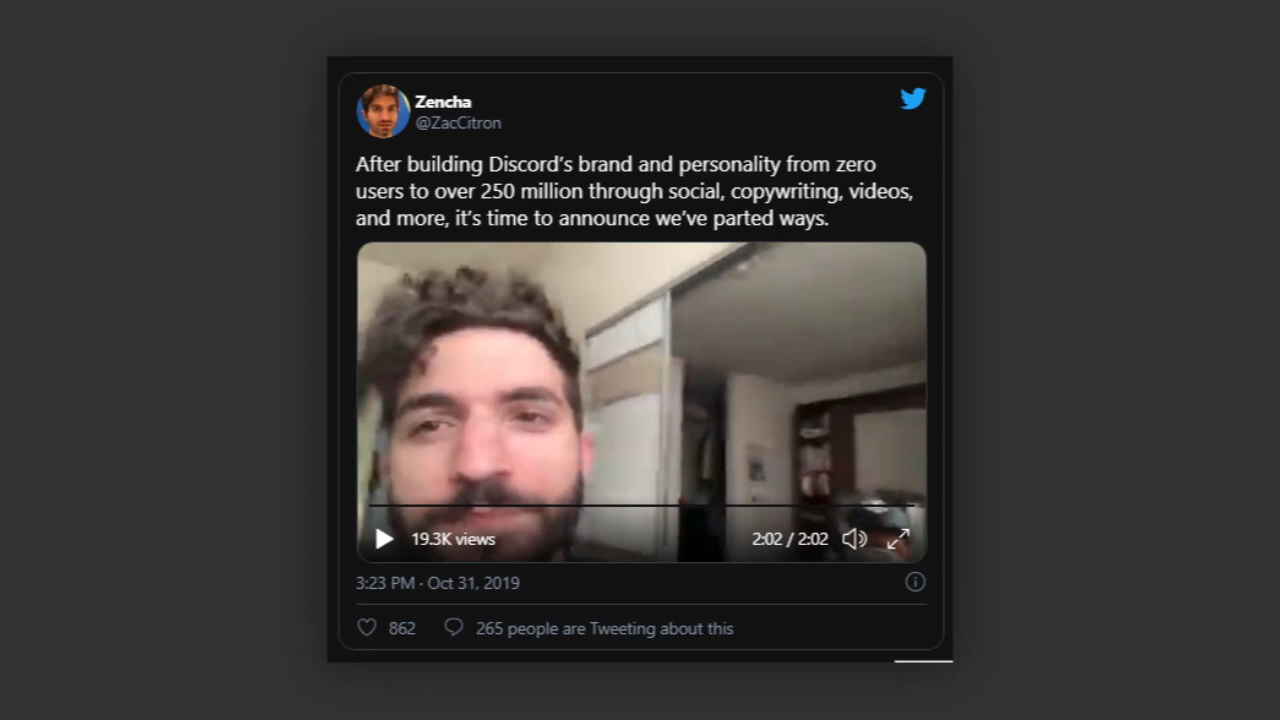 Zencha
@ZacCitron
After building Discord's brand and personality from zero
users to over 250 million through social, copywriting, videos,
and more, it's time to announce we've parted ways.
19.3K views
2:02 / 2:02
3:23 PM · Oct 31, 2019
862
265 people are Tweeting about this